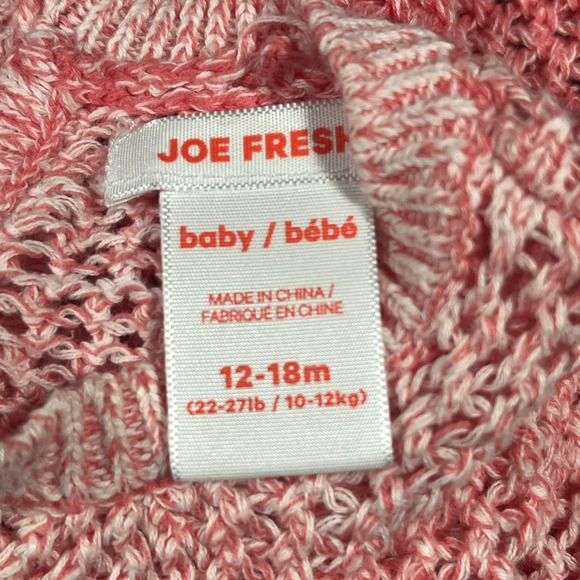 JOE FRESH
baby / bébé
MADE IN CHINA /
FABRIQUÉ EN CHINE
12-18m
(22-27lb / 10-12kg)